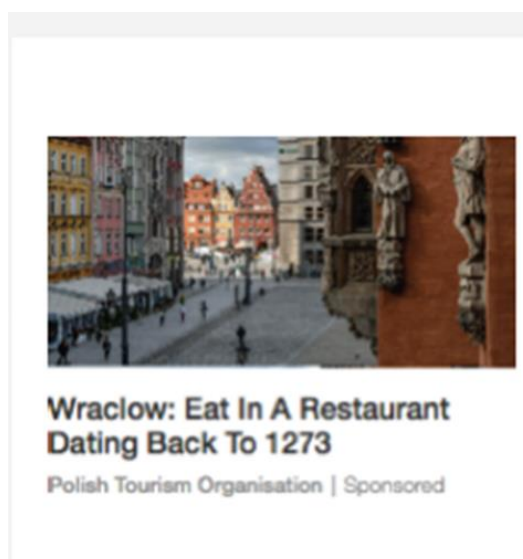 Wraclow: Eat In A Restaurant
Dating Back To 1273
Polish Tourism Organisation | Sponsored